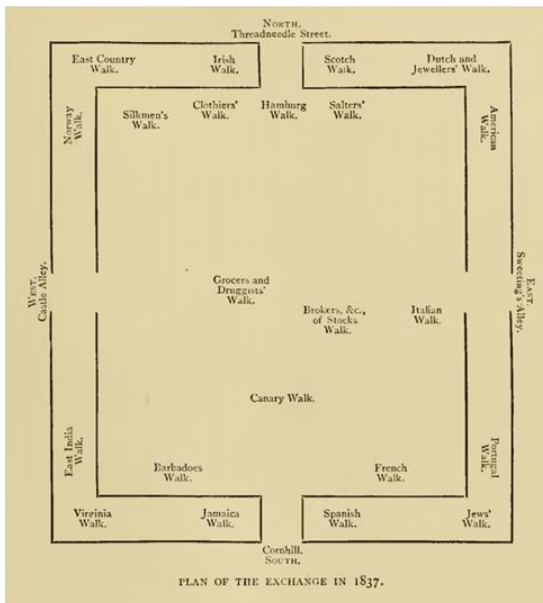 NORTH.
Threadneedle Street.
East Country
Walk.
Irish
Walk.
Scotch
Walk.
Dutch and
Jewellers' Walk.
Norway
Walk.
Silkmen's
Walk.
Clothiers'
Walk.
Hamburg
Walk.
Salters'
Walk.
American
Walk.
WEST.
Castle Alley.
Grocers and
Druggists'
Walk.
Brokers, &c.,
of Stocks
Walk.
Italian
Walk.
EAST.
Sweeting's Alley.
Canary Walk.
East India
Walk.
Barbadoes
Walk.
French
Walk.
Portugal
Walk.
Virginia
Walk.
Jamaica
Walk.
Spanish
Walk.
Jews'
Walk.
Cornhill.
SOUTH.
PLAN OF THE EXCHANGE IN 1837.